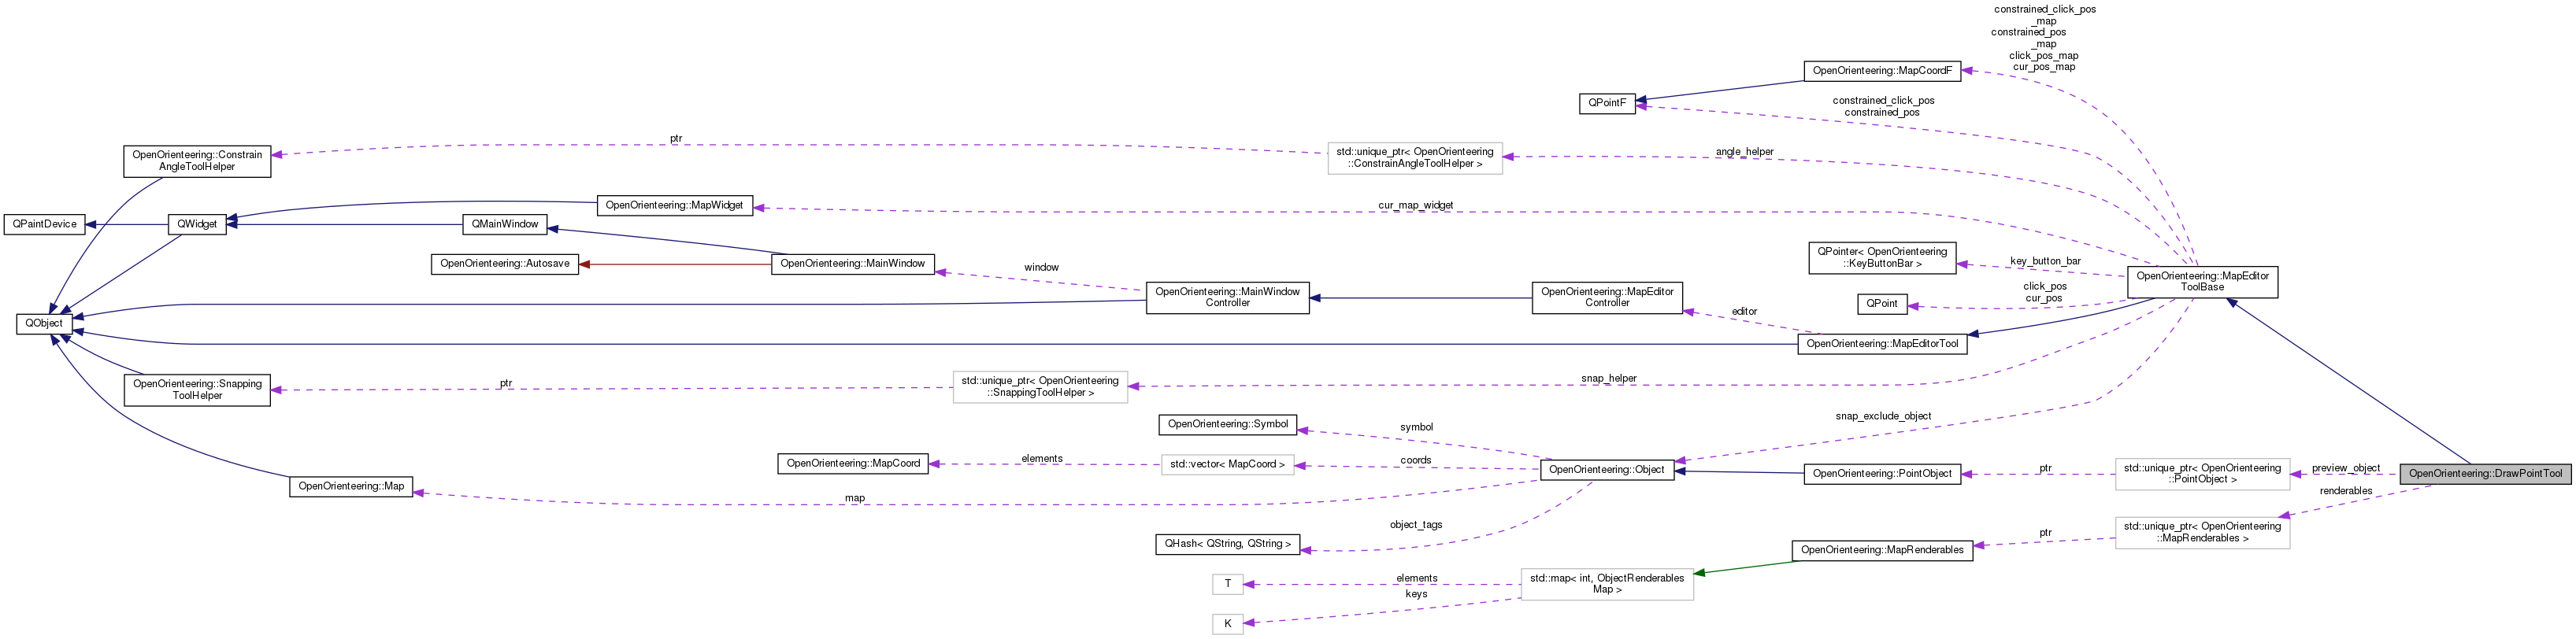 constrained_click_pos
_map
constrained_pos
_map
click_pos_map
cur_pos_map
OpenOrienteering::MapCoordF
QPointF
constrained_click_pos
constrained_pos
ptr
OpenOrienteering::Constrain
AngleToolHelper
std::unique_ptr< OpenOrienteering
::ConstrainAngleToolHelper >
angle_helper
OpenOrienteering::MapWidget
cur_map_widget
QPaintDevice
QWidget
QMainWindow
OpenOrienteering::Autosave
OpenOrienteering::MainWindow
window
QPointer< OpenOrienteering
::KeyButtonBar >
key_button_bar
OpenOrienteering::MapEditor
ToolBase
OpenOrienteering::MainWindow
Controller
OpenOrienteering::MapEditor
Controller
QPoint
click_pos
cur_pos
editor
QObject
OpenOrienteering::MapEditorTool
OpenOrienteering::Snapping
ToolHelper
ptr
std::unique_ptr< OpenOrienteering
::SnappingToolHelper >
snap_helper
snap_exclude_object
OpenOrienteering::Symbol
symbol
OpenOrienteering::MapCoord
elements
std::vector< MapCoord >
coords
OpenOrienteering::Object
OpenOrienteering::PointObject
ptr
std::unique_ptr< OpenOrienteering
::PointObject >
preview_object
OpenOrienteering::DrawPointTool
OpenOrienteering::Map
map
renderables
object_tags
QHash< QString, QString >
OpenOrienteering::MapRenderables
ptr
std::unique_ptr< OpenOrienteering
::MapRenderables >
T
elements
std::map< int, ObjectRenderables
Map >
keys
K